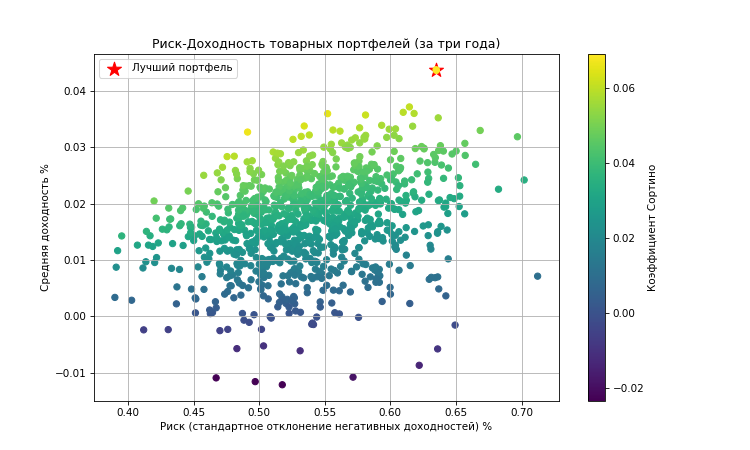 Риск-Доходность товарных портфелей (за три года)
Лучший портфель
Средняя доходность %
0.04
0.03
0.02
0.01
0.00
−0.01
0.40 0.45 0.50 0.55 0.60 0.65 0.70
Риск (стандартное отклонение негативных доходностей) %
0.06
0.04
0.02
0.00
−0.02
Коэффициент Сортино